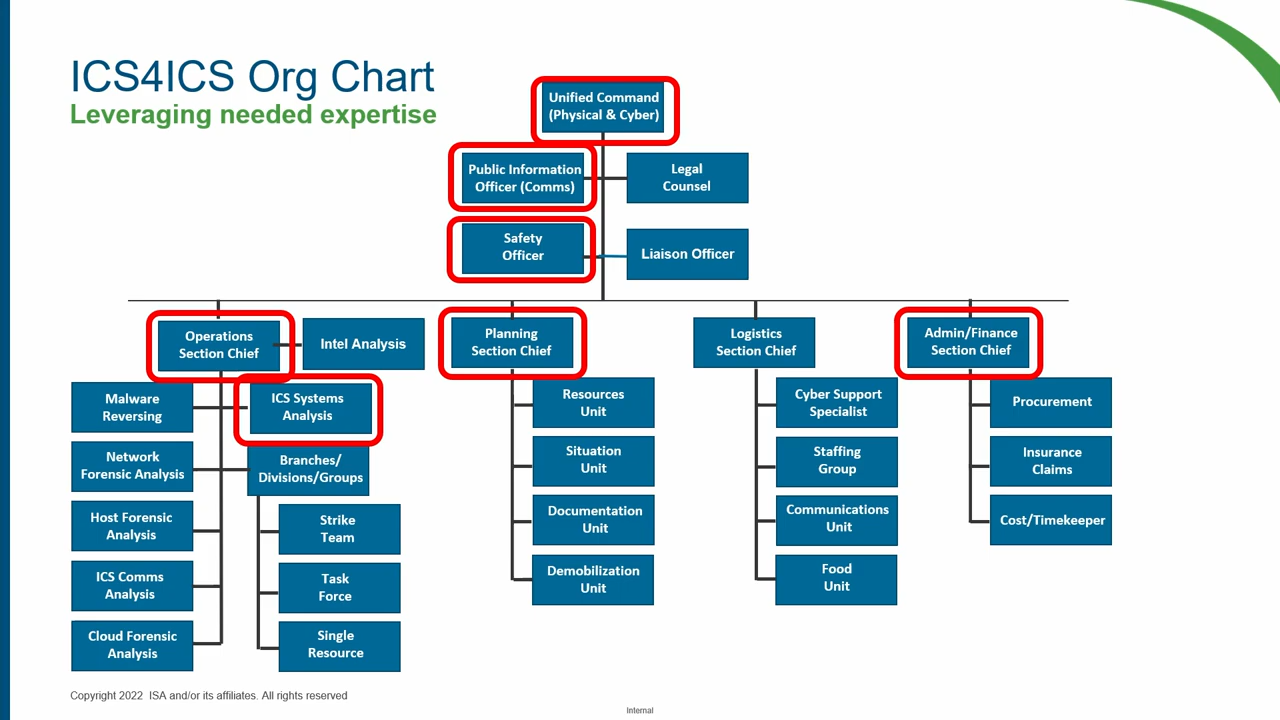 ICS4ICS Org Chart
Leveraging needed expertise
Unified Command
(Physical & Cyber)
Public Information
Officer (Comms)
Legal
Counsel
Safety
Officer
Liaison Officer
Operations
Section Chief
Intel Analysis
Malware
Reversing
ICS Systems
Analysis
Network
Forensic Analysis
Branches/
Divisions/Groups
Host Forensic
Analysis
Strike
Team
ICS Comms
Analysis
Task
Force
Cloud Forensic
Analysis
Single
Resource
Planning
Section Chief
Resources
Unit
Situation
Unit
Documentation
Unit
Demobilization
Unit
Logistics
Section Chief
Cyber Support
Specialist
Staffing
Group
Communications
Unit
Food
Unit
Admin/Finance
Section Chief
Procurement
Insurance
Claims
Cost/Timekeeper
Copyright 2022 ISA and/or its affiliates. All rights reserved
Internal